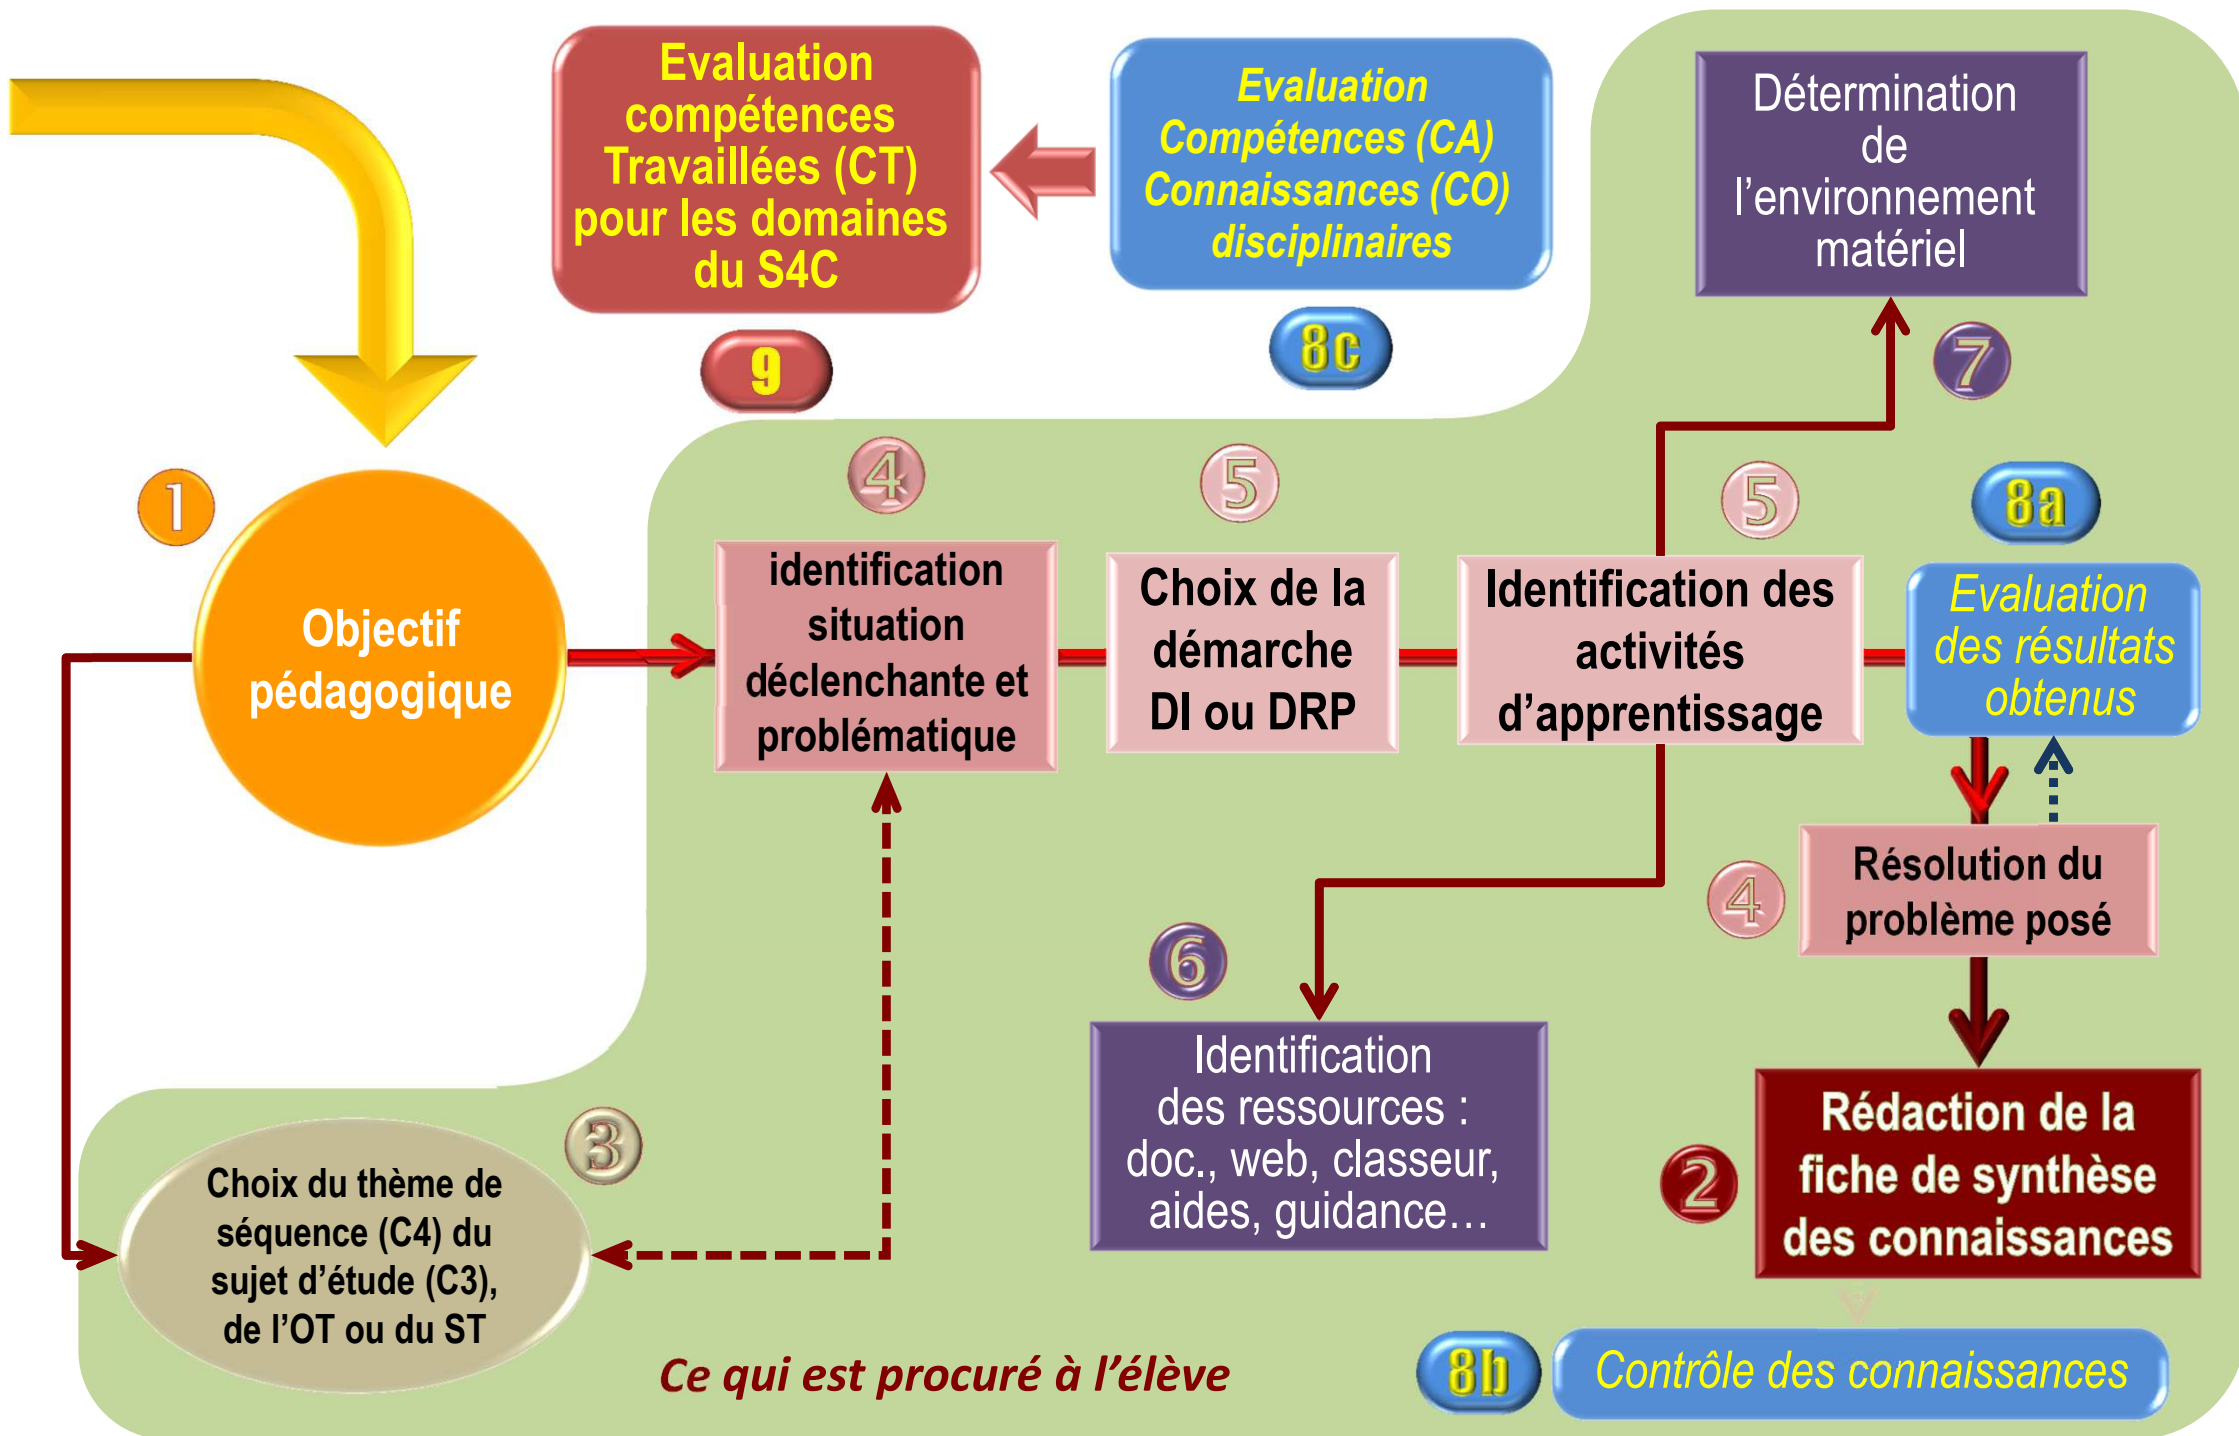 Evaluation
compétences
Travaillées (CT)
pour les domaines
du S4C
9
Evaluation
Compétences (CA)
Connaissances (CO)
disciplinaires
8c
Détermination
de
l’environnement
matériel
7
1
Objectif
pédagogique
4
identification
situation
déclenchante et
problématique
5
Choix de la
démarche
DI ou DRP
5
Identification des
activités
d’apprentissage
8a
Evaluation
des résultats
obtenus
4
Résolution du
problème posé
6
Identification
des ressources :
doc., web, classeur,
aides, guidance…
2
Rédaction de la
fiche de synthèse
des connaissances
3
Choix du thème de
séquence (C4) du
sujet d’étude (C3),
de l’OT ou du ST
Ce qui est procuré à l’élève
8b
Contrôle des connaissances